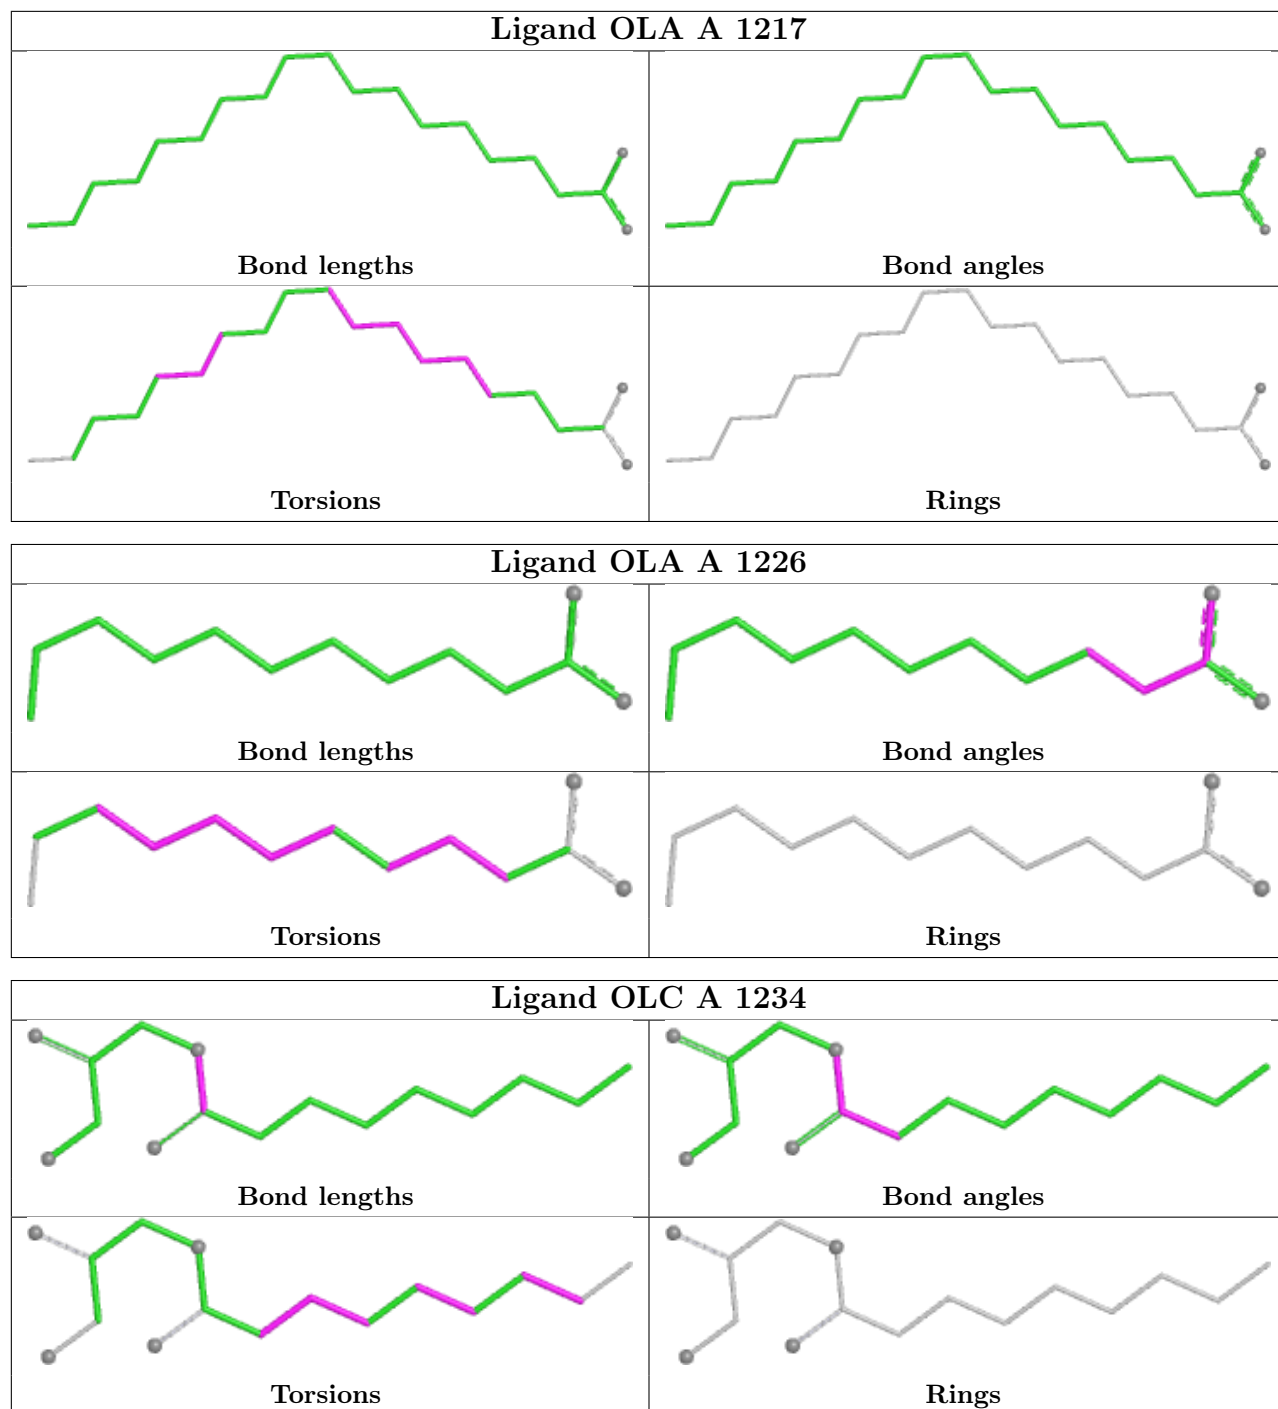 Ligand OLA A 1217
Bond lengths
Bond angles
Torsions
Rings
Ligand OLA A 1226
Bond lengths
Bond angles
Torsions
Rings
Ligand OLC A 1234
Bond lengths
Bond angles
Torsions
Rings